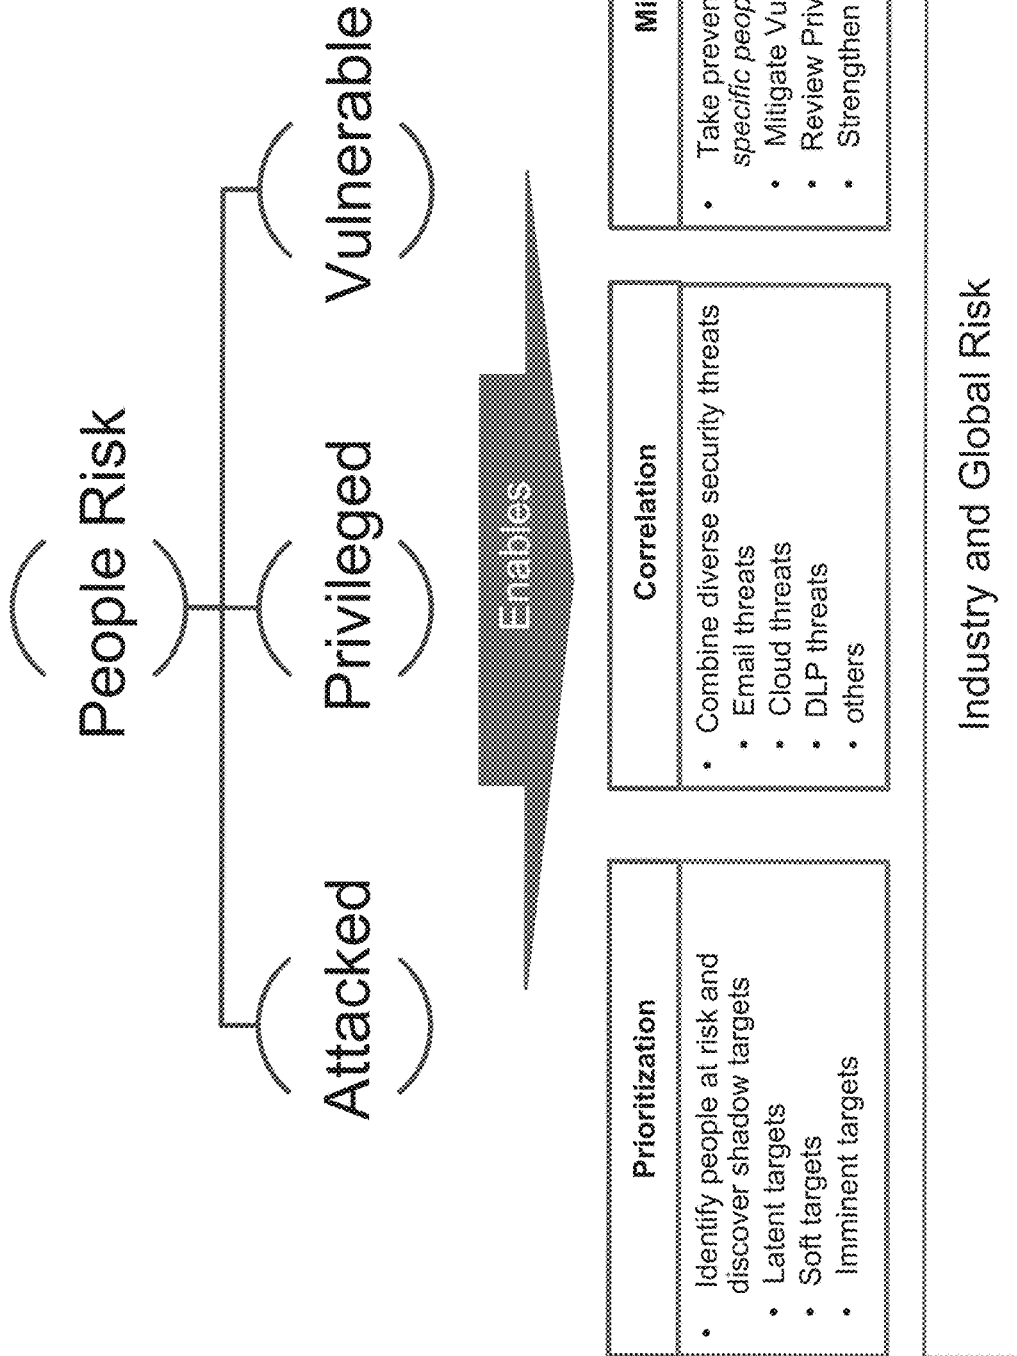 People Risk
Attacked
Privileged
Vulnerable
Enables
Prioritization
• Identify people at risk and
discover shadow targets
• Latent targets
• Soft targets
• Imminent targets
Correlation
• Combine diverse security threats
• Email threats
• Cloud threats
• DLP threats
• others
Mi
• Take preven
specific peop
• Mitigate Vu
• Review Priv
• Strengthen
Industry and Global Risk